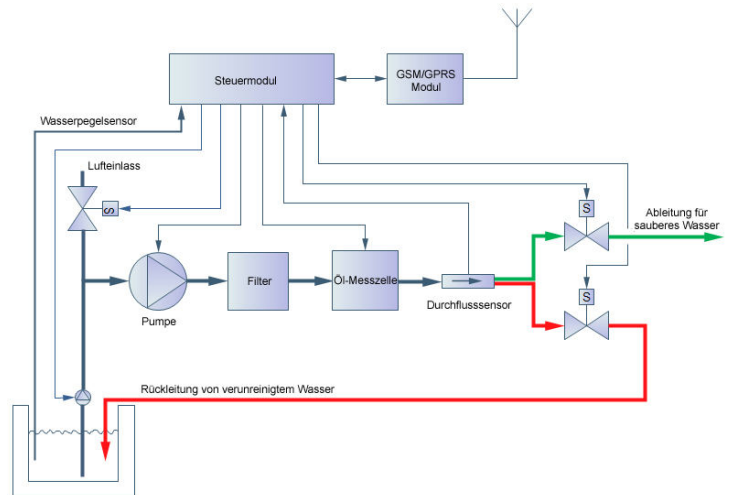 Steuermodul
GSM/GPRS
Modul
Wasserpegelsensor
Lufteinlass
S
S
Ableitung für
sauberes Wasser
S
Filter
Öl-Messzelle
Durchflusssensor
Pumpe
Rückleitung von verunreinigtem Wasser